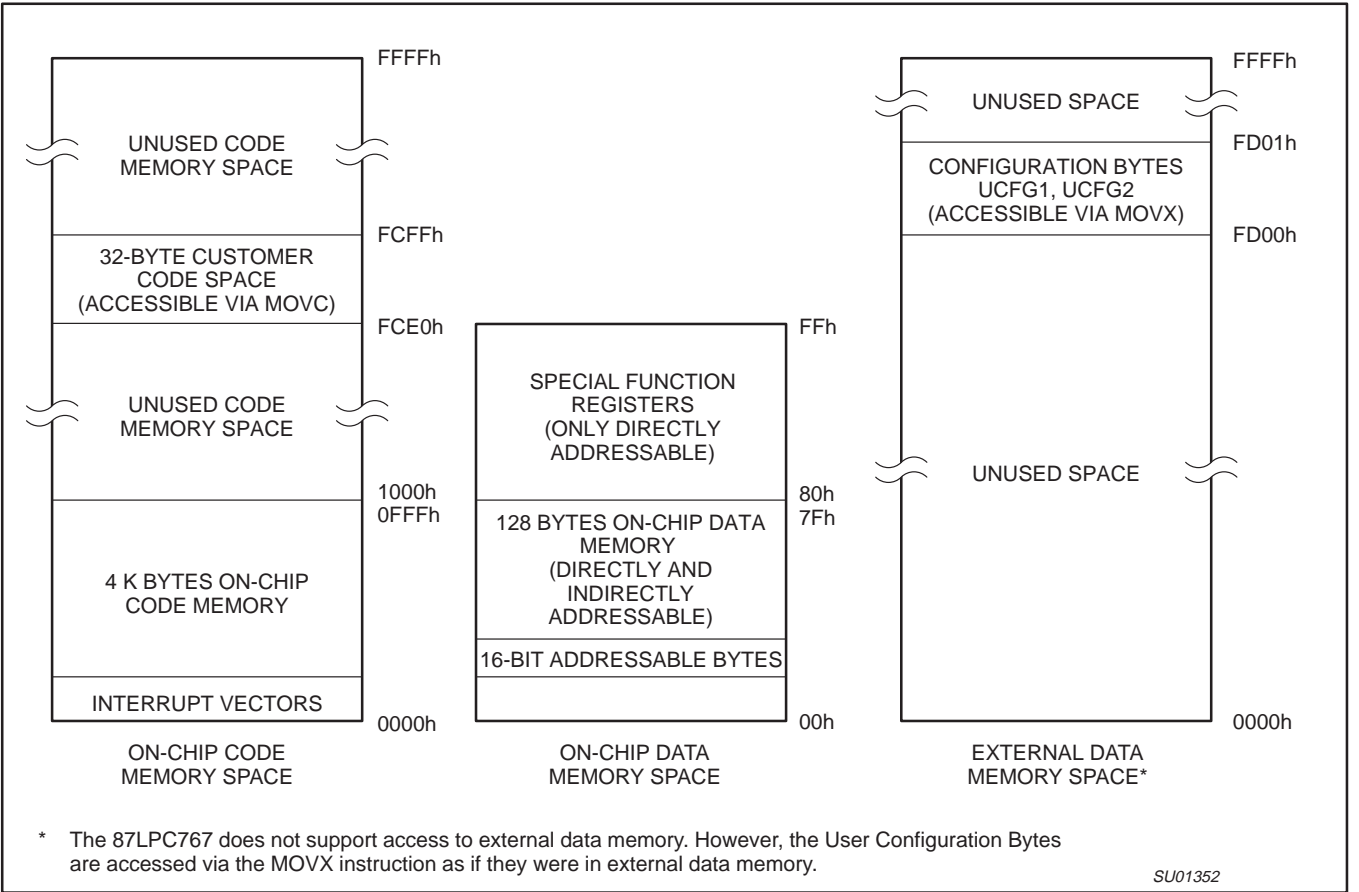 FFFFh
UNUSED CODE
MEMORY SPACE
FCFFh
32-BYTE CUSTOMER
CODE SPACE
(ACCESSIBLE VIA MOVC)
FCE0h
UNUSED CODE
MEMORY SPACE
1000h
0FFFh
4 K BYTES ON-CHIP
CODE MEMORY
INTERRUPT VECTORS
0000h
ON-CHIP CODE
MEMORY SPACE
FFh
SPECIAL FUNCTION
REGISTERS
(ONLY DIRECTLY
ADDRESSABLE)
80h
7Fh
128 BYTES ON-CHIP DATA
MEMORY
(DIRECTLY AND
INDIRECTLY
ADDRESSABLE)
16-BIT ADDRESSABLE BYTES
00h
ON-CHIP DATA
MEMORY SPACE
FFFFh
UNUSED SPACE
FD01h
CONFIGURATION BYTES
UCFG1, UCFG2
(ACCESSIBLE VIA MOVX)
FD00h
UNUSED SPACE
0000h
EXTERNAL DATA
MEMORY SPACE*
* The 87LPC767 does not support access to external data memory. However, the User Configuration Bytes
are accessed via the MOVX instruction as if they were in external data memory.
SU01352